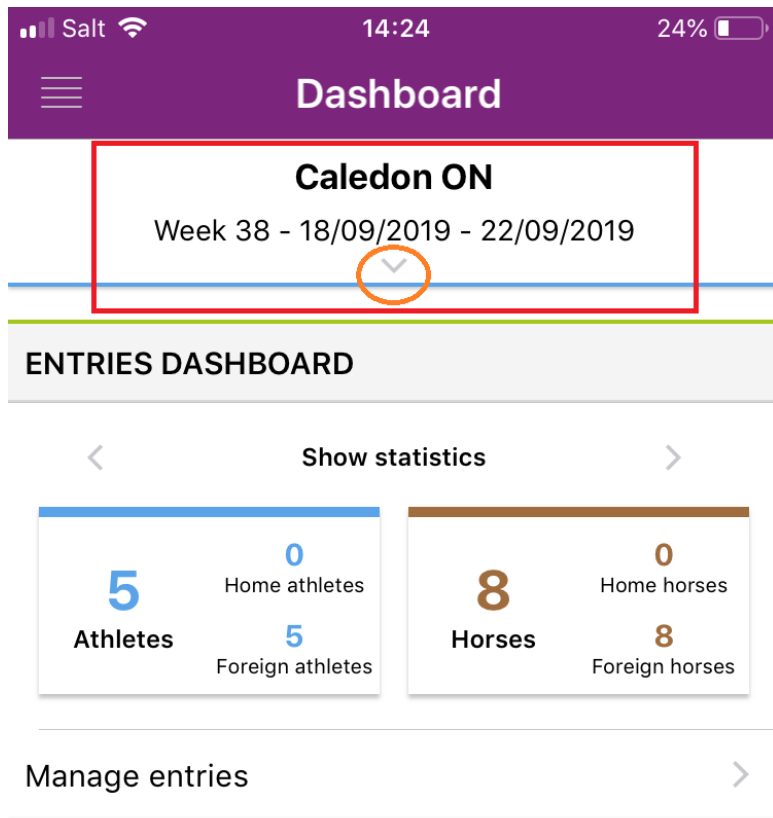 Salt 14:24 24%
Dashboard
Caledon ON
Week 38 - 18/09/2019 - 22/09/2019
ENTRIES DASHBOARD
Show statistics
5
Athletes
0
Home athletes
5
Foreign athletes
8
Horses
0
Home horses
8
Foreign horses
Manage entries